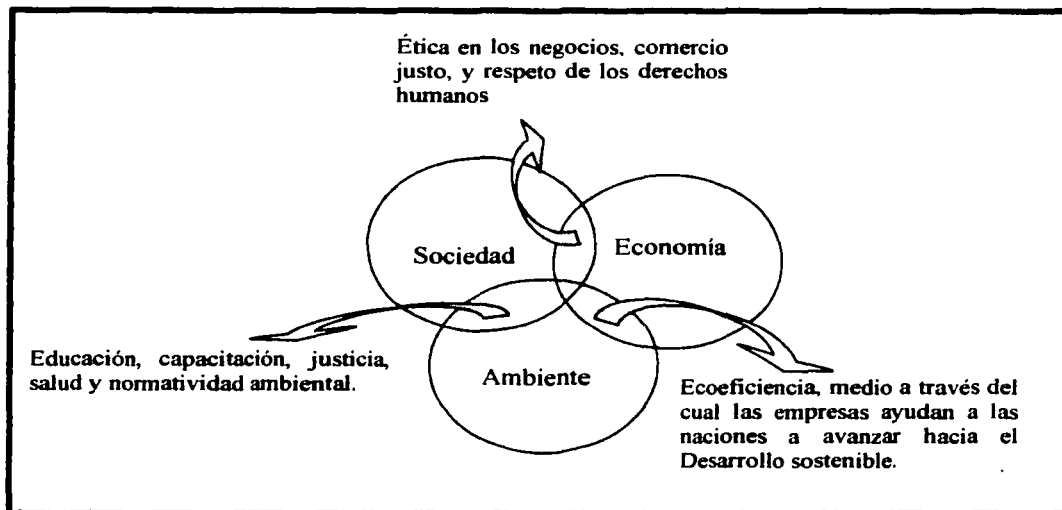 Ética en los negocios, comercio
justo, y respeto de los derechos
humanos
Sociedad
Economía
Educación, capacitación, justicia,
salud y normatividad ambiental.
Ambiente
Ecoeficiencia, medio a través del
cual las empresas ayudan a las
naciones a avanzar hacia el
Desarrollo sostenible.